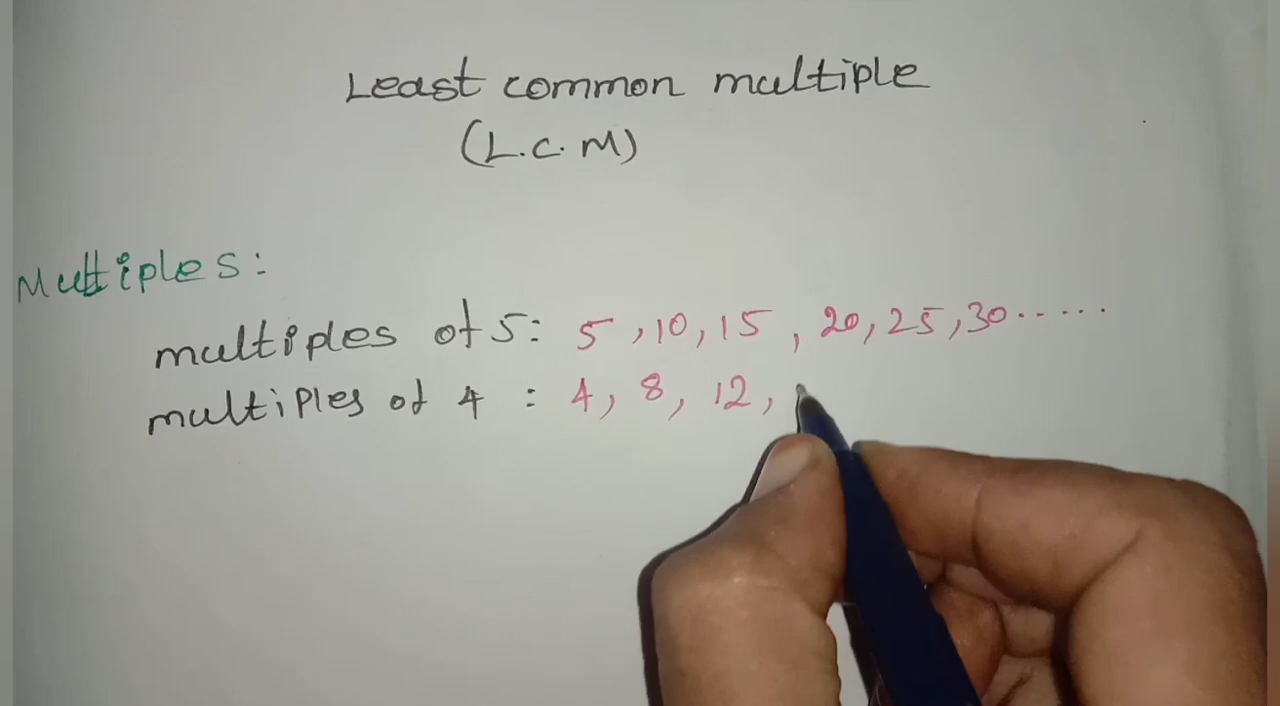 Least common multiple
(L.C.M)
Multiples:
multiples of 5: 5, 10, 15, 20, 25, 30......
multiples of 4 : 4, 8, 12,